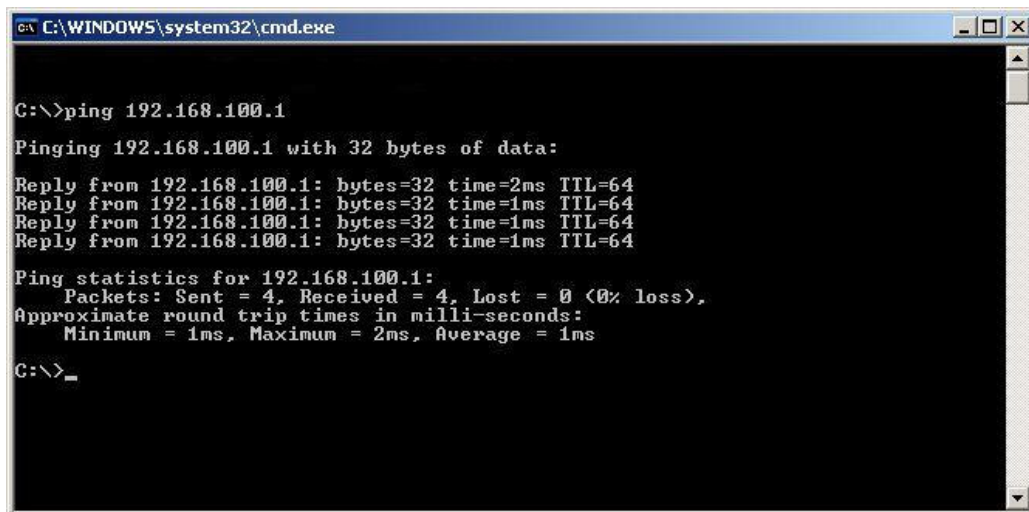 C:\WINDOWS\system32\cmd.exe
C:\>ping 192.168.100.1
Pinging 192.168.100.1 with 32 bytes of data:
Reply from 192.168.100.1: bytes=32 time=2ms TTL=64
Reply from 192.168.100.1: bytes=32 time=1ms TTL=64
Reply from 192.168.100.1: bytes=32 time=1ms TTL=64
Reply from 192.168.100.1: bytes=32 time=1ms TTL=64
Ping statistics for 192.168.100.1:
    Packets: Sent = 4, Received = 4, Lost = 0 (0% loss),
Approximate round trip times in milli-seconds:
    Minimum = 1ms, Maximum = 2ms, Average = 1ms
C:\>_